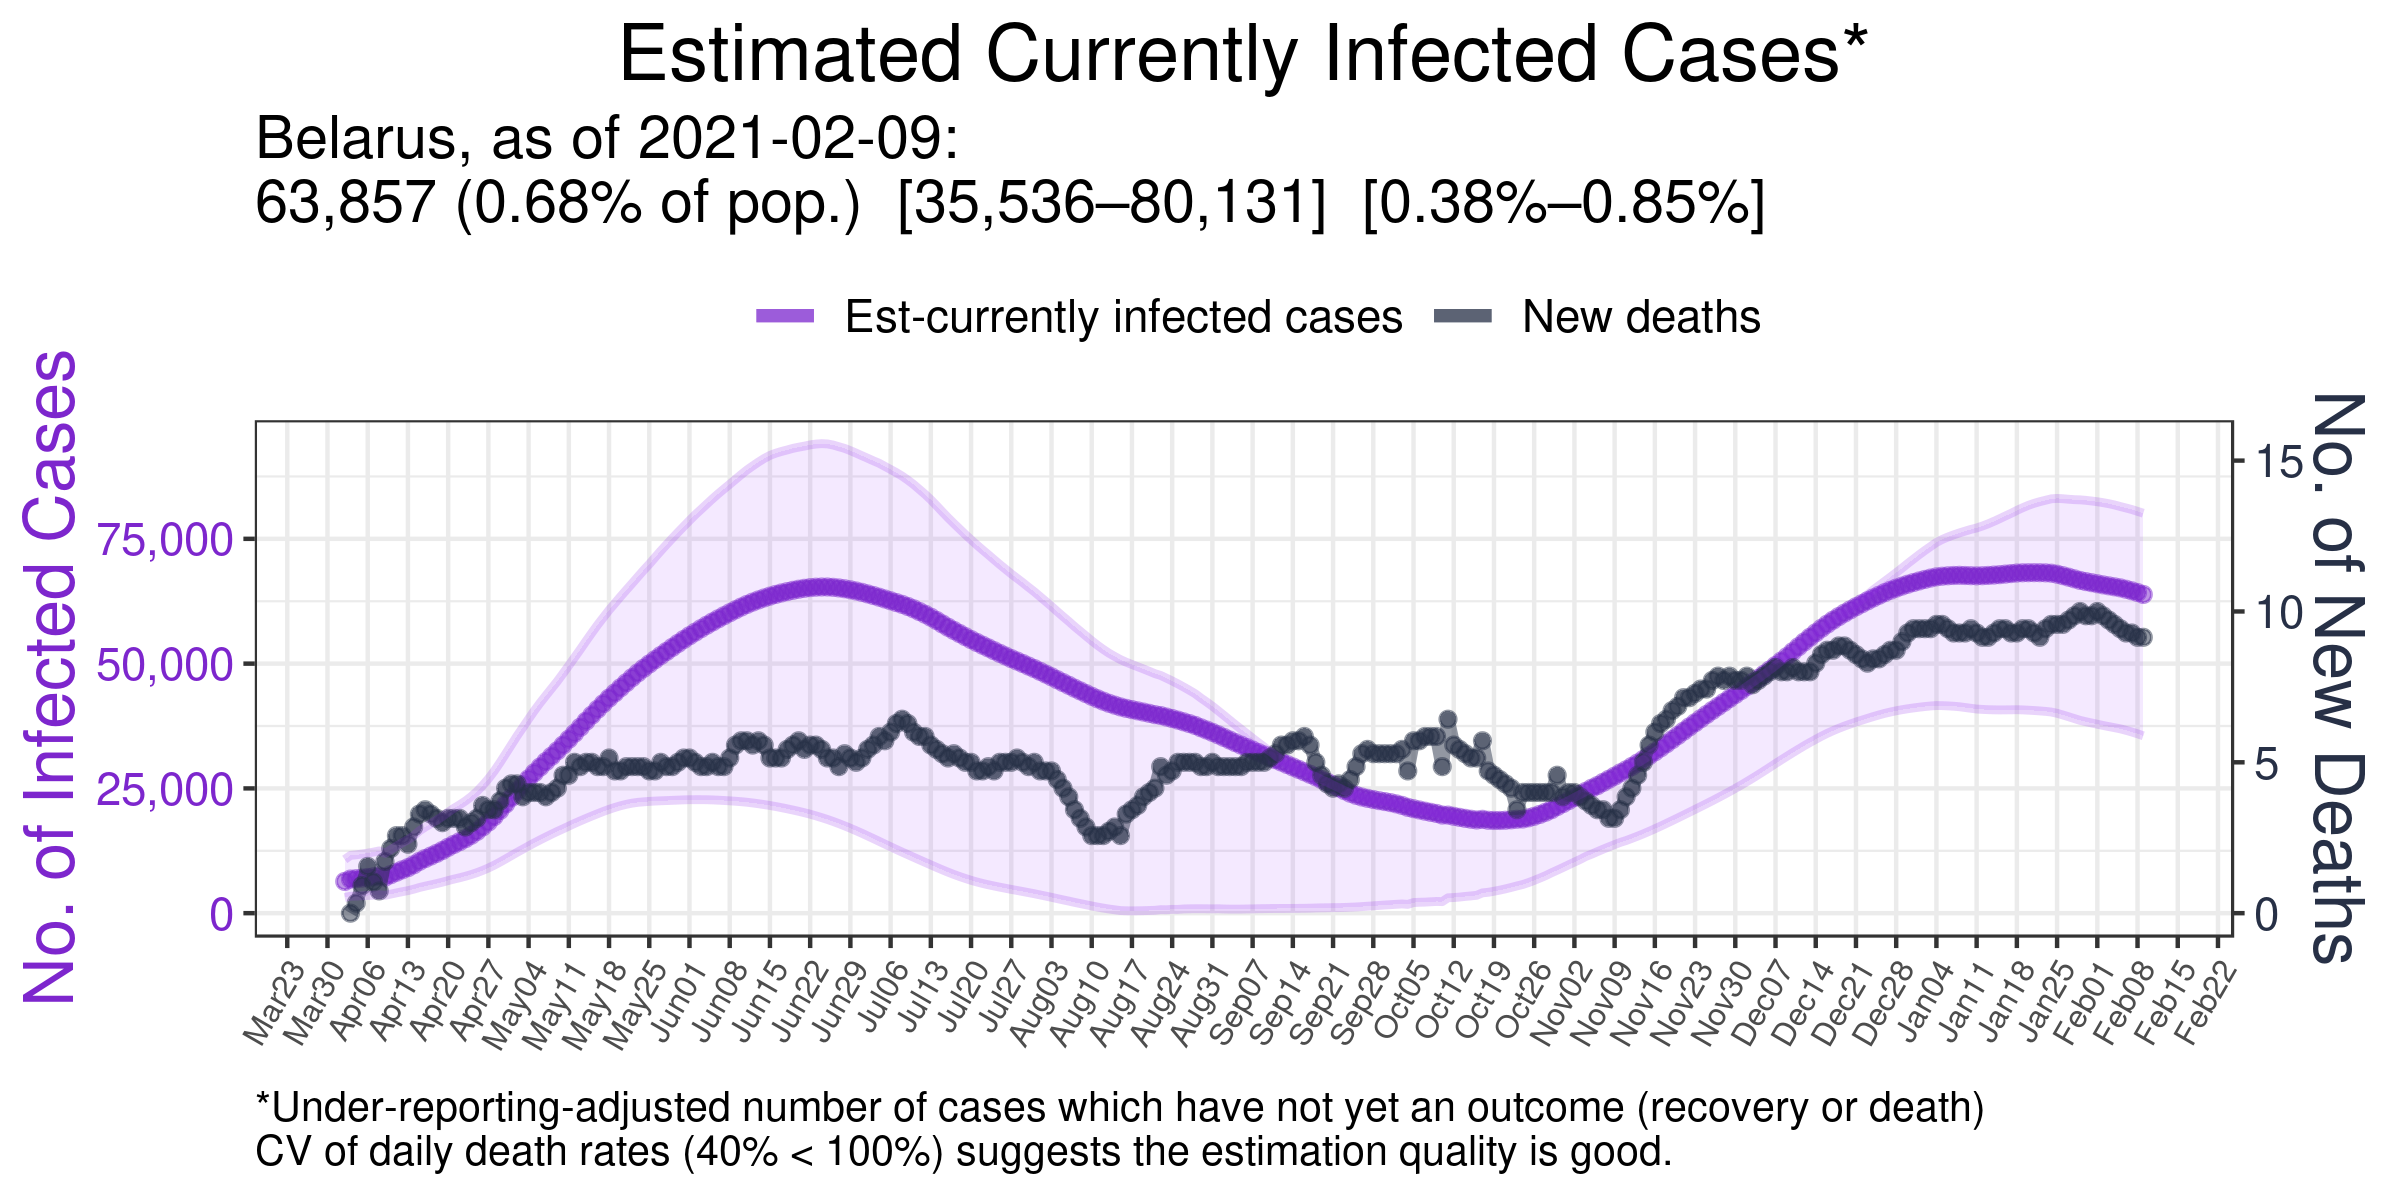 Estimated Currently Infected Cases*
Belarus, as of 2021-02-09:
63,857 (0.68% of pop.)  [35,536–80,131]  [0.38%–0.85%]
Est-currently infected cases
New deaths
No. of Infected Cases
75,000
50,000
25,000
0
15
10
5
0
No. of New Deaths
Mar23
Mar30
Apr06
Apr13
Apr20
Apr27
May04
May11
May18
May25
Jun01
Jun08
Jun15
Jun22
Jun29
Jul06
Jul13
Jul20
Jul27
Aug03
Aug10
Aug17
Aug24
Aug31
Sep07
Sep14
Sep21
Sep28
Oct05
Oct12
Oct19
Oct26
Nov02
Nov09
Nov16
Nov23
Nov30
Dec07
Dec14
Dec21
Dec28
Jan04
Jan11
Jan18
Jan25
Feb01
Feb08
Feb15
Feb22
*Under-reporting-adjusted number of cases which have not yet an outcome (recovery or death)
CV of daily death rates (40% < 100%) suggests the estimation quality is good.